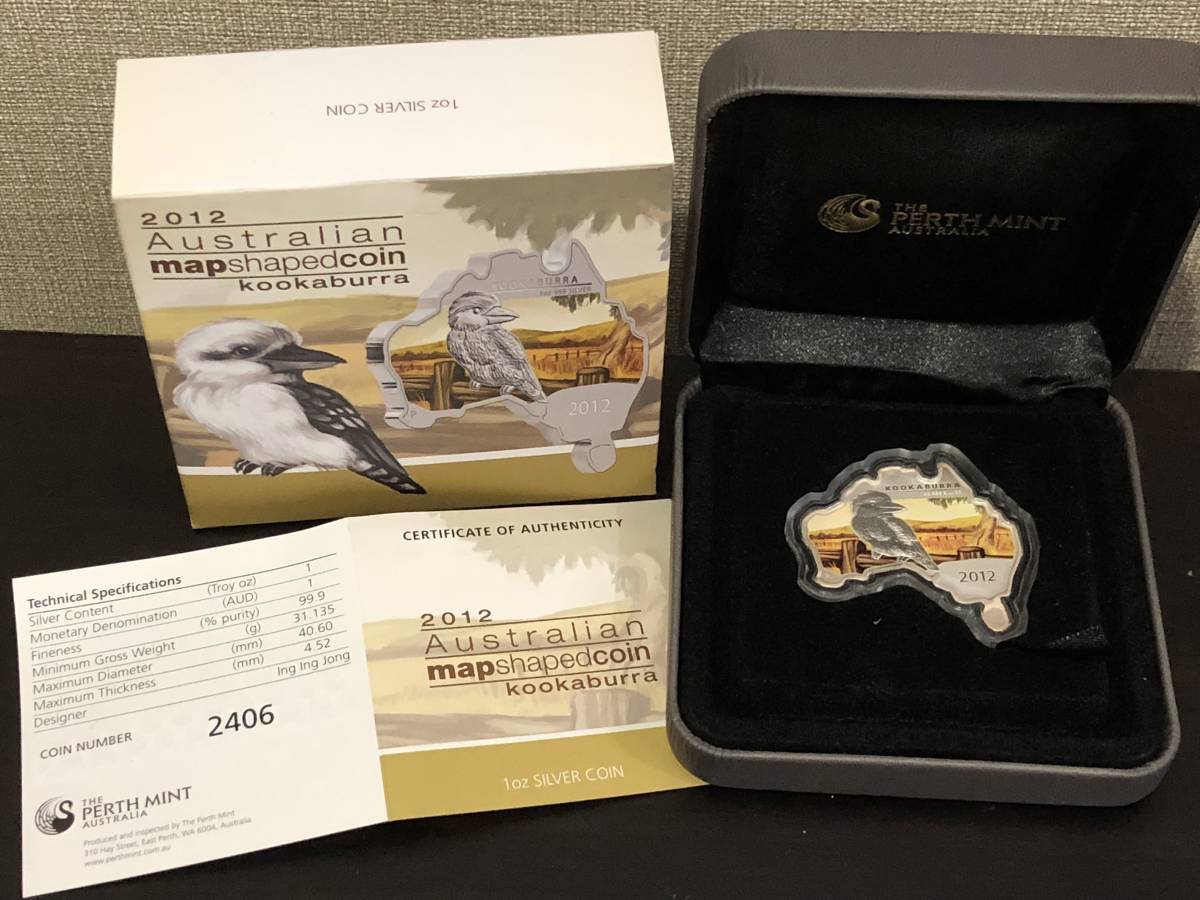 1oz SILVER COIN
2012
Australian
mapshapedcoin
kookaburra
KOOKABURRA
1oz 999 SILVER
2012
P
THE
PERTH MINT
AUSTRALIA
KOOKABURRA
2012
CERTIFICATE OF AUTHENTICITY
2012
Australian
mapshapedcoin
kookaburra
1oz SILVER COIN
Technical Specifications
Silver Content (Troy oz) 1
Monetary Denomination (AUD) 1
Fineness (% purity) 99.9
Minimum Gross Weight (g) 31.135
Maximum Diameter (mm) 40.60
Maximum Thickness (mm) 4.52
Designer Ing Ing Jong
COIN NUMBER 2406
THE
PERTH MINT
AUSTRALIA
Produced and inspected by The Perth Mint
310 Hay Street, East Perth, WA 6004, Australia
www.perthmint.com.au